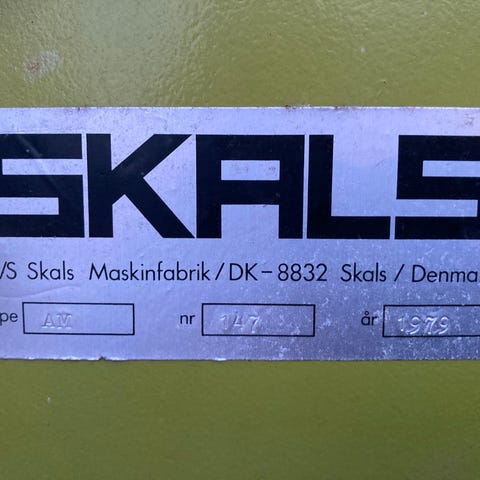 SKALS
/S Skals Maskinfabrik / DK-8832 Skals / Denma
pe AM nr 147 år 1979